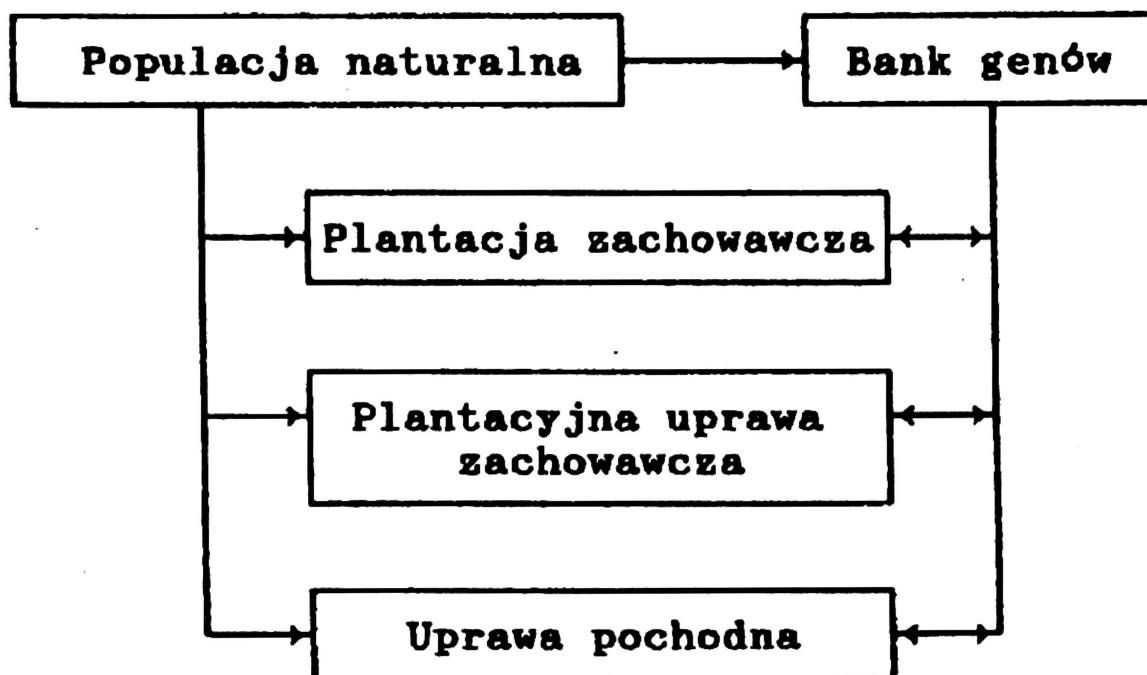 Populacja naturalna
Bank genów
Plantacja zachowawcza
Plantacyjna uprawa
zachowawcza
Uprawa pochodna